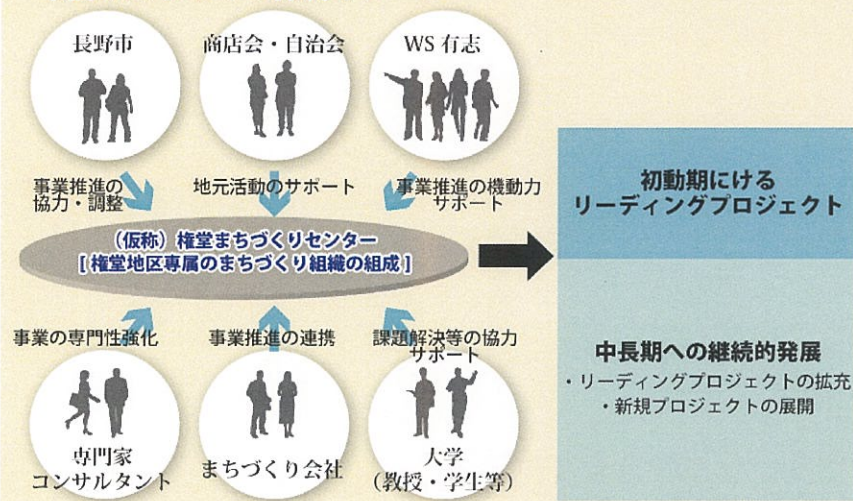 長野市
商店会・自治会
WS 有志
事業推進の
協力・調整
地元活動のサポート
事業推進の機動力
サポート
(仮称)権堂まちづくりセンター
[ 権堂地区専属のまちづくり組織の組成 ]
事業の専門性強化
事業推進の連携
課題解決等の協力
サポート
専門家
コンサルタント
まちづくり会社
大学
(教授・学生等)
初動期にける
リーディングプロジェクト
中長期への継続的発展
・リーディングプロジェクトの拡充
・新規プロジェクトの展開